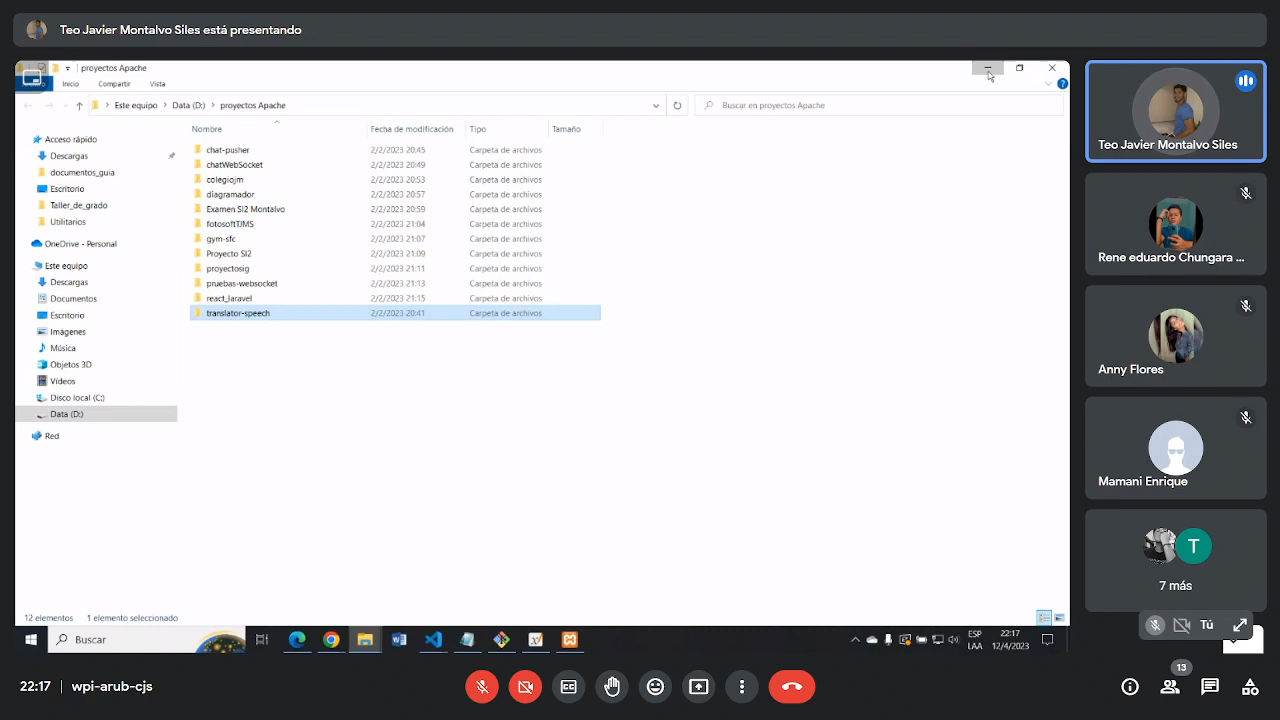 Teo Javier Montalvo Siles está presentando
proyectos Apache
Inicio Compartir Vista
Este equipo Data (D:) proyectos Apache
Buscar en proyectos Apache
Nombre Fecha de modificación Tipo Tamaño
Acceso rápido
Descargas
documentos_guia
Escritorio
Taller_de_grado
Utilitarios
OneDrive - Personal
Este equipo
Descargas
Documentos
Escritorio
Imágenes
Música
Objetos 3D
Vídeos
Disco local (C:)
Data (D:)
Red
chat-pusher 2/2/2023 20:45 Carpeta de archivos
chatWebSocket 2/2/2023 20:49 Carpeta de archivos
colegiojm 2/2/2023 20:53 Carpeta de archivos
diagramador 2/2/2023 20:57 Carpeta de archivos
Examen SI2 Montalvo 2/2/2023 20:59 Carpeta de archivos
fotosoftTJMS 2/2/2023 21:04 Carpeta de archivos
gym-sfc 2/2/2023 21:07 Carpeta de archivos
Proyecto SI2 2/2/2023 21:09 Carpeta de archivos
proyectosig 2/2/2023 21:11 Carpeta de archivos
pruebas-websocket 2/2/2023 21:13 Carpeta de archivos
react_laravel 2/2/2023 21:15 Carpeta de archivos
translator-speech 2/2/2023 20:41 Carpeta de archivos
12 elementos 1 elemento seleccionado
Buscar
ESP
LAA
22:17
12/4/2023
Teo Javier Montalvo Siles
Rene eduardo Chungara ...
Anny Flores
Mamani Enrique
T
7 más
Tú
22:17 | wpi-arub-cjs
13